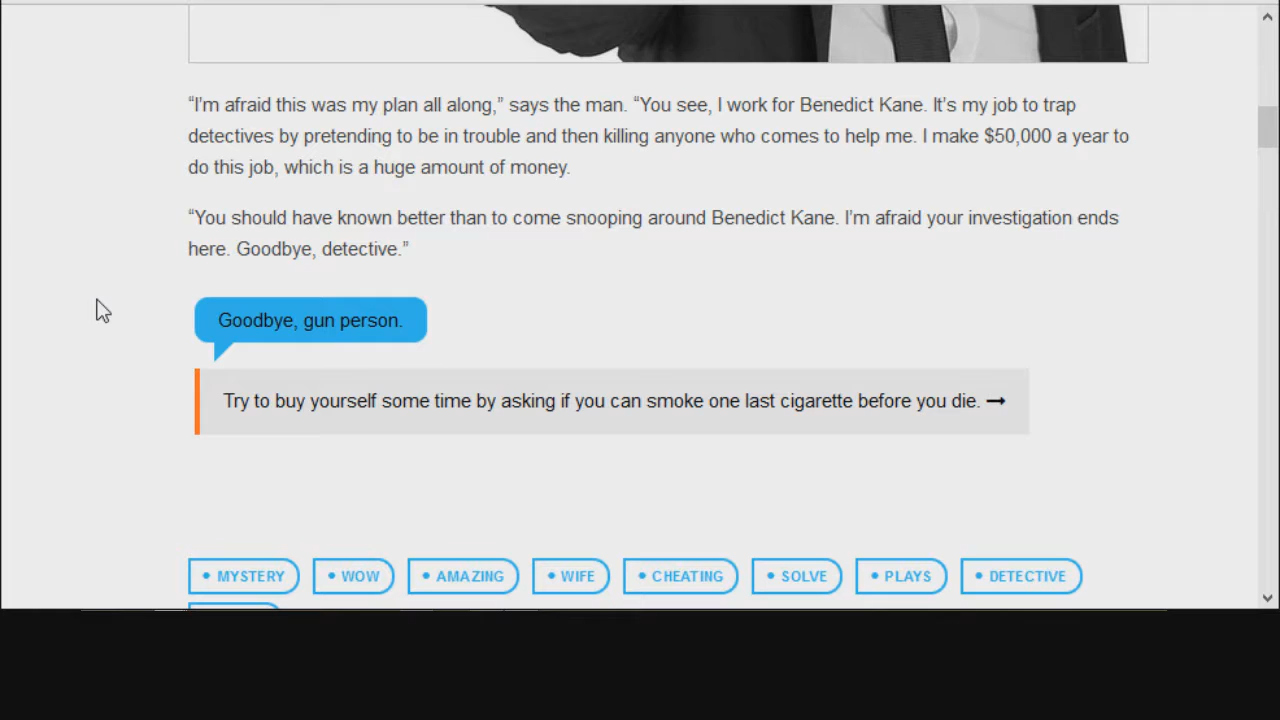 “I’m afraid this was my plan all along,” says the man. “You see, I work for Benedict Kane. It’s my job to trap
detectives by pretending to be in trouble and then killing anyone who comes to help me. I make $50,000 a year to
do this job, which is a huge amount of money.
“You should have known better than to come snooping around Benedict Kane. I’m afraid your investigation ends
here. Goodbye, detective.”
Goodbye, gun person.
Try to buy yourself some time by asking if you can smoke one last cigarette before you die. →
• MYSTERY • WOW • AMAZING • WIFE • CHEATING • SOLVE • PLAYS • DETECTIVE